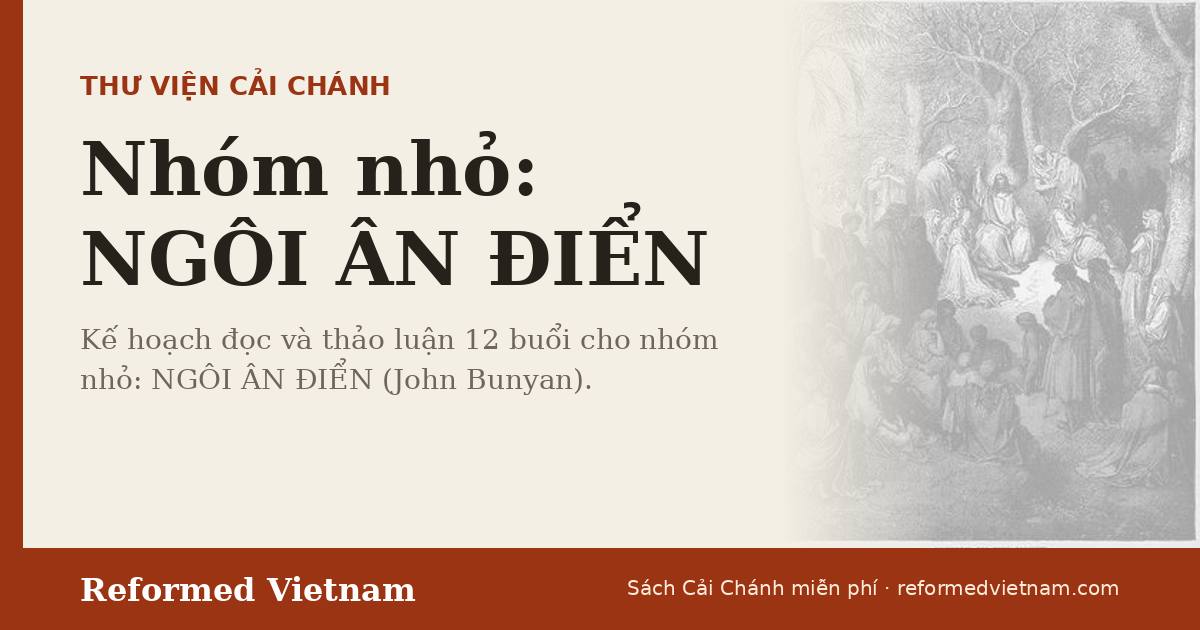 THƯ VIỆN CẢI CHÁNH
Nhóm nhỏ:
NGÔI ÂN ĐIỂN
Kế hoạch đọc và thảo luận 12 buổi cho nhóm
nhỏ: NGÔI ÂN ĐIỂN (John Bunyan).
Reformed Vietnam
Sách Cải Chánh miễn phí · reformedvietnam.com